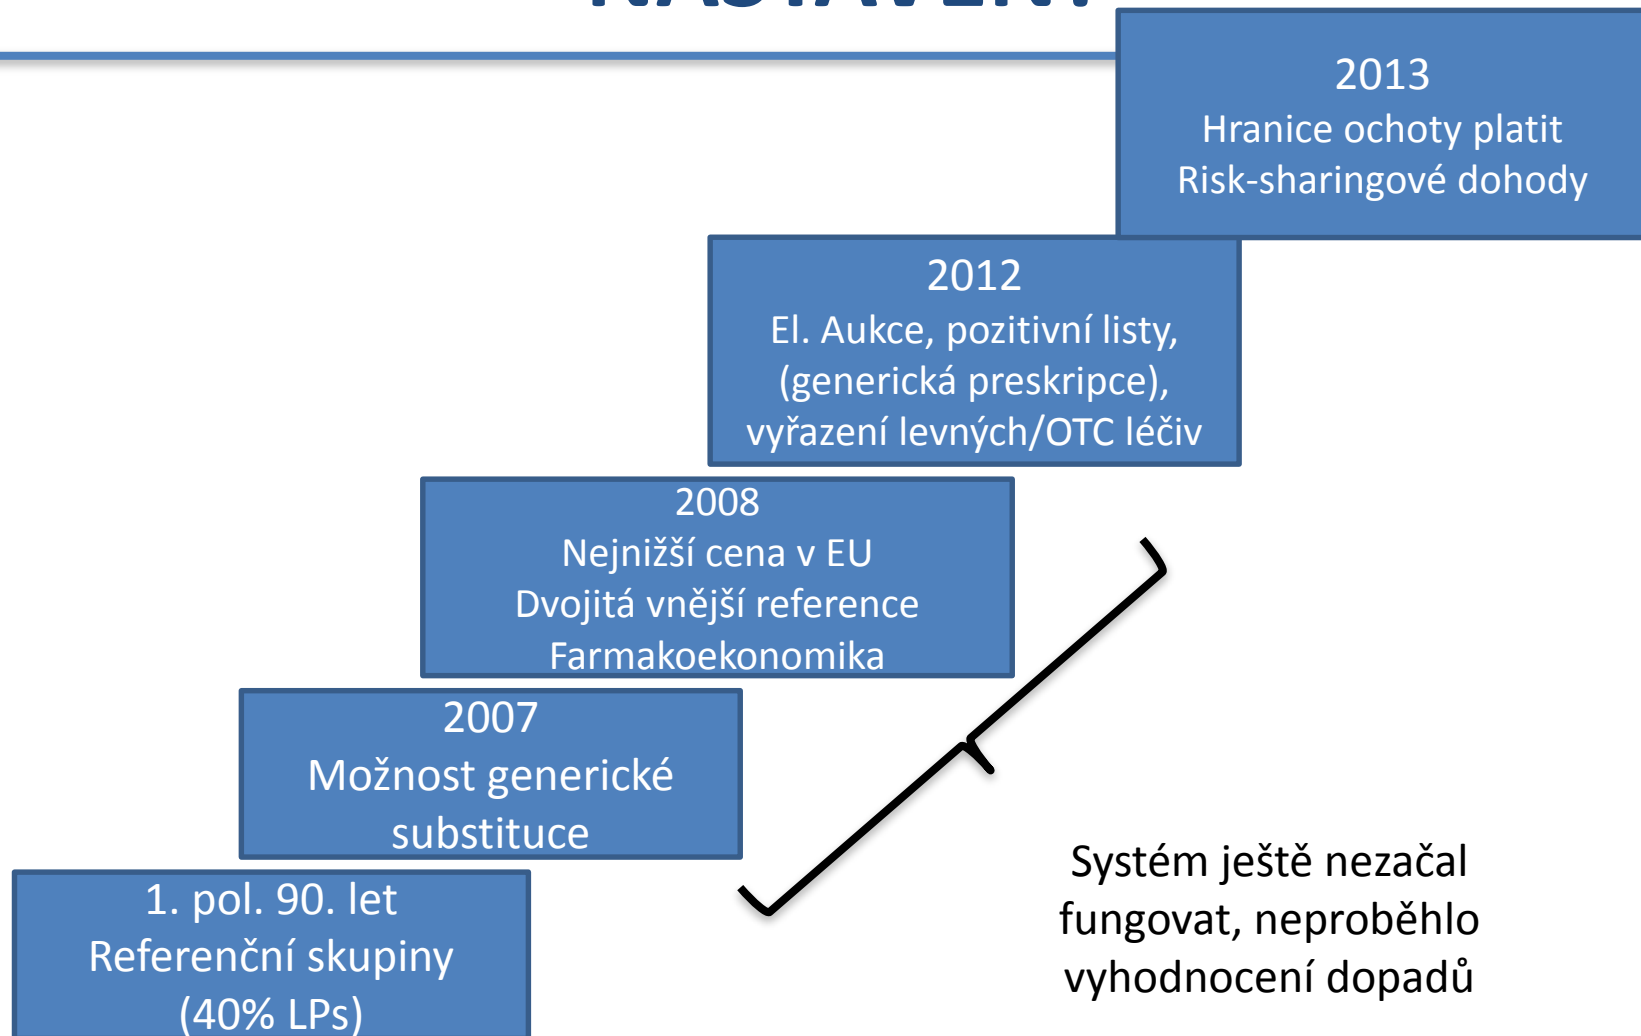 2013
Hranice ochoty platit
Risk-sharingové dohody
2012
El. Aukce, pozitivní listy,
(generická preskripce),
vyřazení levných/OTC léčiv
2008
Nejnižší cena v EU
Dvojitá vnější reference
Farmakoekonomika
2007
Možnost generické
substituce
1. pol. 90. let
Referenční skupiny
(40% LPs)
Systém ještě nezačal
fungovat, neproběhlo
vyhodnocení dopadů